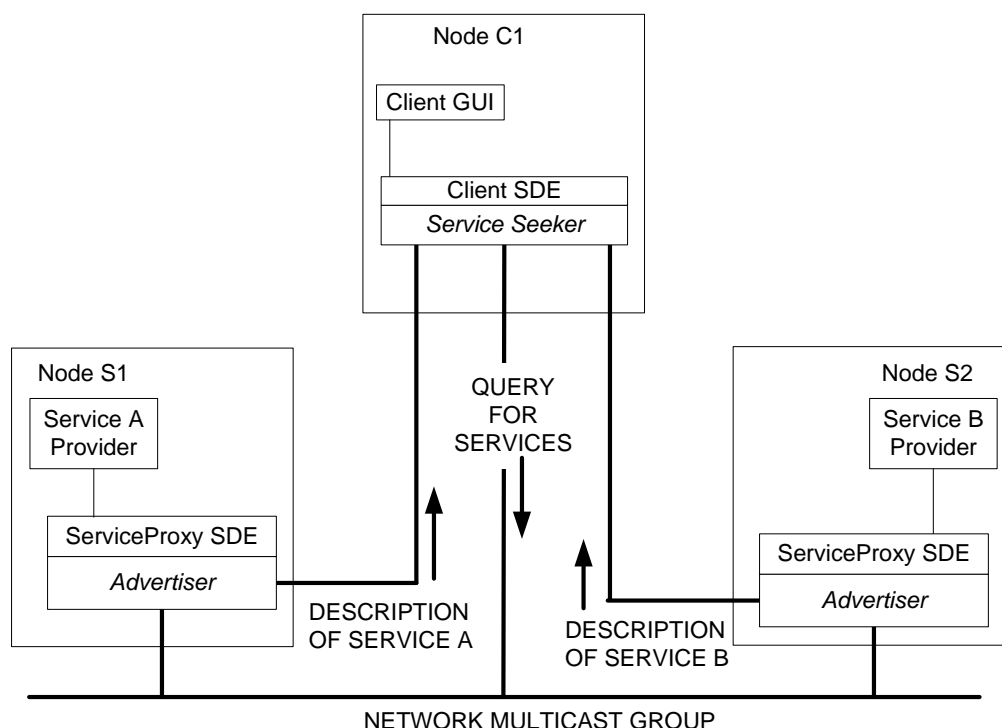 Node C1
Client GUI
Client SDE
Service Seeker
Node S1
Service A
Provider
ServiceProxy SDE
Advertiser
QUERY
FOR
SERVICES
DESCRIPTION
OF SERVICE A
Node S2
Service B
Provider
ServiceProxy SDE
Advertiser
DESCRIPTION
OF SERVICE B
NETWORK MULTICAST GROUP